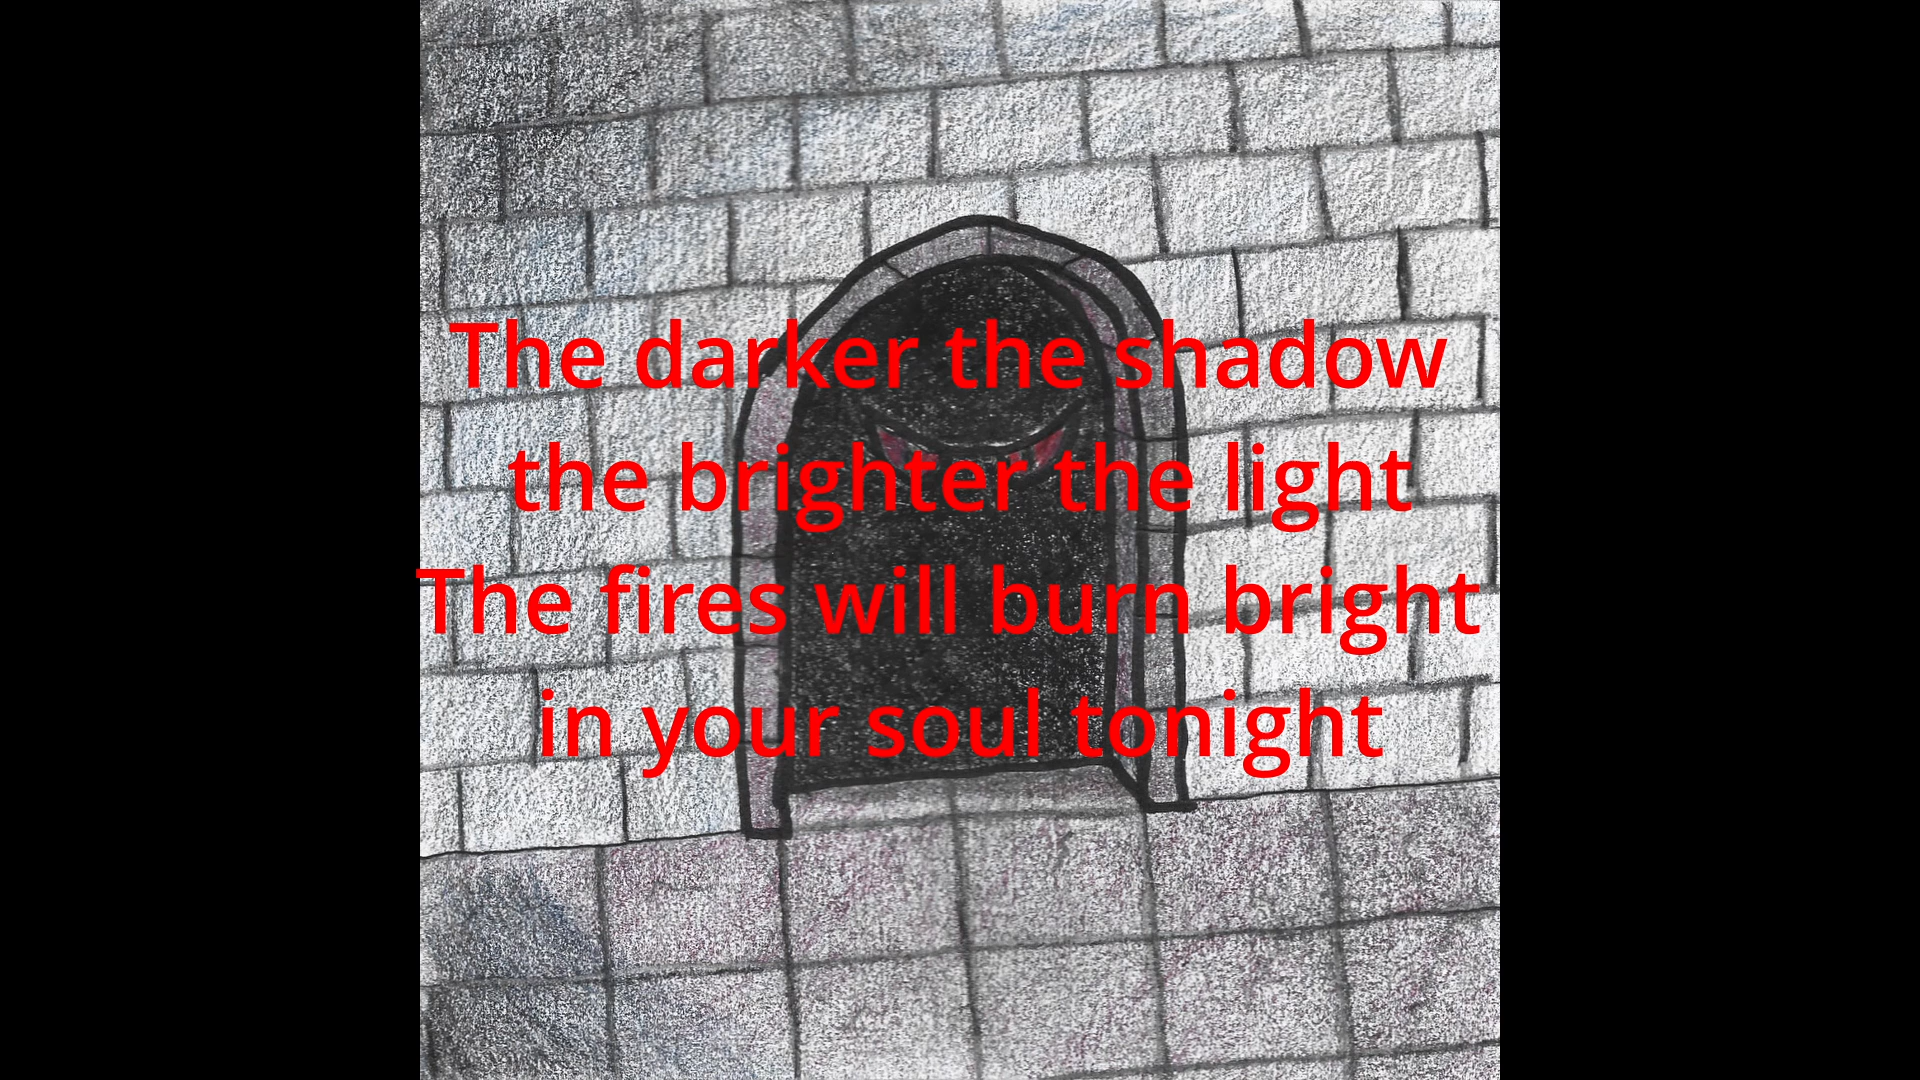 The darker the shadow
the brighter the light
The fires will burn bright
in your soul tonight